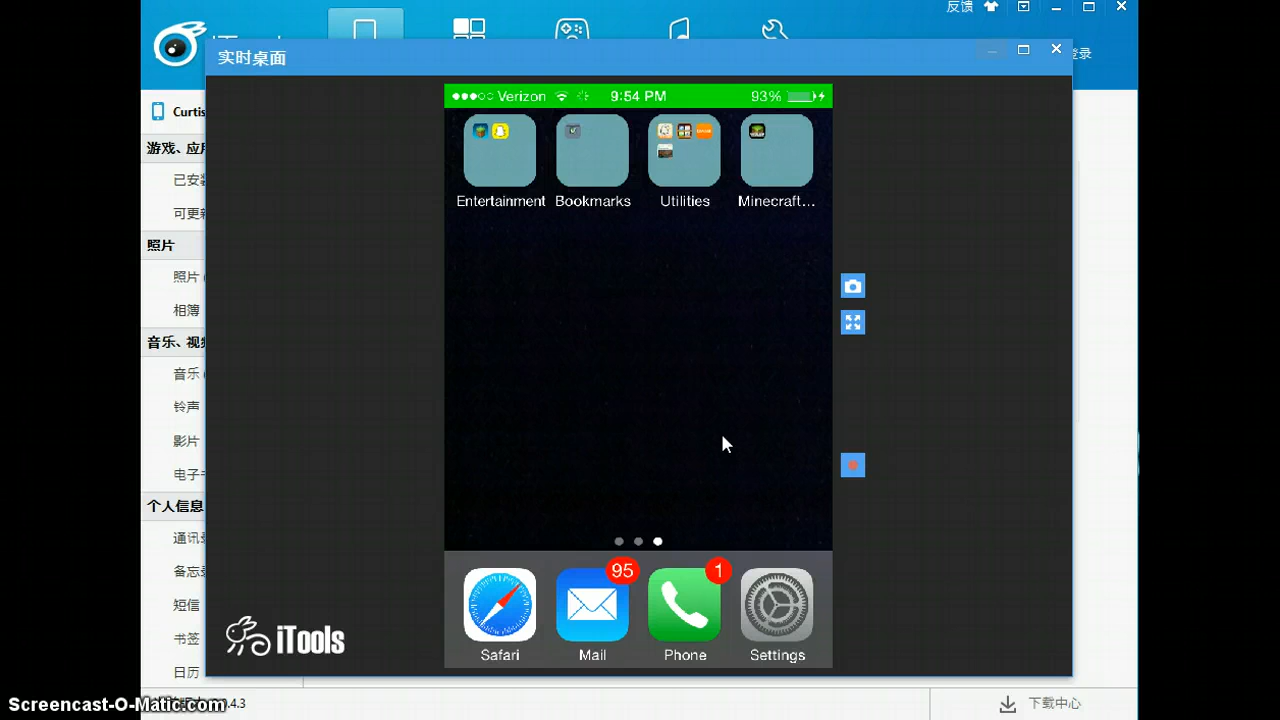 反馈
登录
实时桌面
Curtis
游戏、应
已安
可更
照片
照片
相簿
音乐、视
音乐
铃声
影片
电子
个人信息
通讯
备忘
短信
书签
日历
Verizon 9:54 PM 93%
Entertainment Bookmarks Utilities Minecraft...
95 1
Safari Mail Phone Settings
iTools
Screencast-O-Matic.com
4.3
下载中心